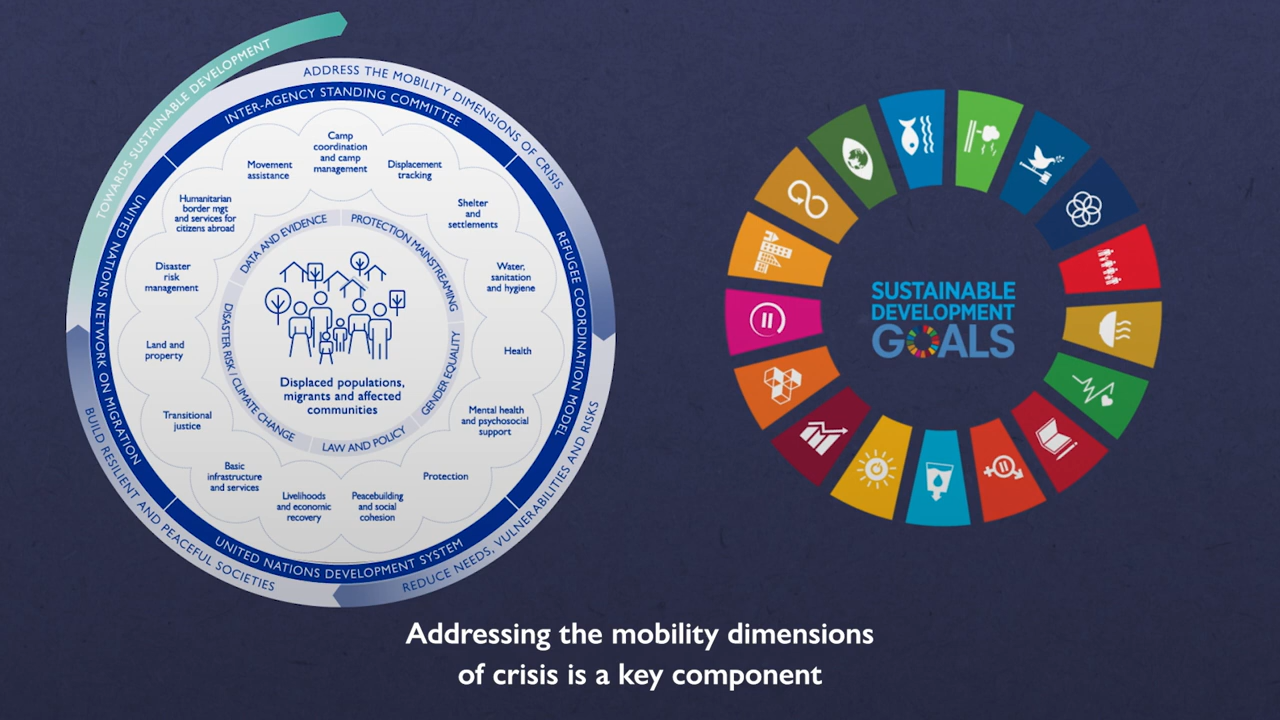 TOWARDS SUSTAINABLE DEVELOPMENT
ADDRESS THE MOBILITY DIMENSIONS OF CRISIS
INTER-AGENCY STANDING COMMITTEE
REFUGEE COORDINATION MODEL
REDUCE NEEDS, VULNERABILITIES AND RISKS
UNITED NATIONS DEVELOPMENT SYSTEM
BUILD RESILIENT AND PEACEFUL SOCIETIES
UNITED NATIONS NETWORK ON MIGRATION
Camp
coordination
and camp
management
Displacement
tracking
Shelter
and
settlements
Water,
sanitation
and hygiene
Health
Mental health
and psychosocial
support
Protection
Peacebuilding
and social
cohesion
Livelihoods
and economic
recovery
Basic
infrastructure
and services
Transitional
justice
Land and
property
Disaster
risk
management
Humanitarian
border mgt
and services for
citizens abroad
Movement
assistance
DATA AND EVIDENCE
PROTECTION MAINSTREAMING
GENDER EQUALITY
LAW AND POLICY
DISASTER RISK / CLIMATE CHANGE
Displaced populations,
migrants and affected
communities
SUSTAINABLE
DEVELOPMENT
GOALS
Addressing the mobility dimensions
of crisis is a key component